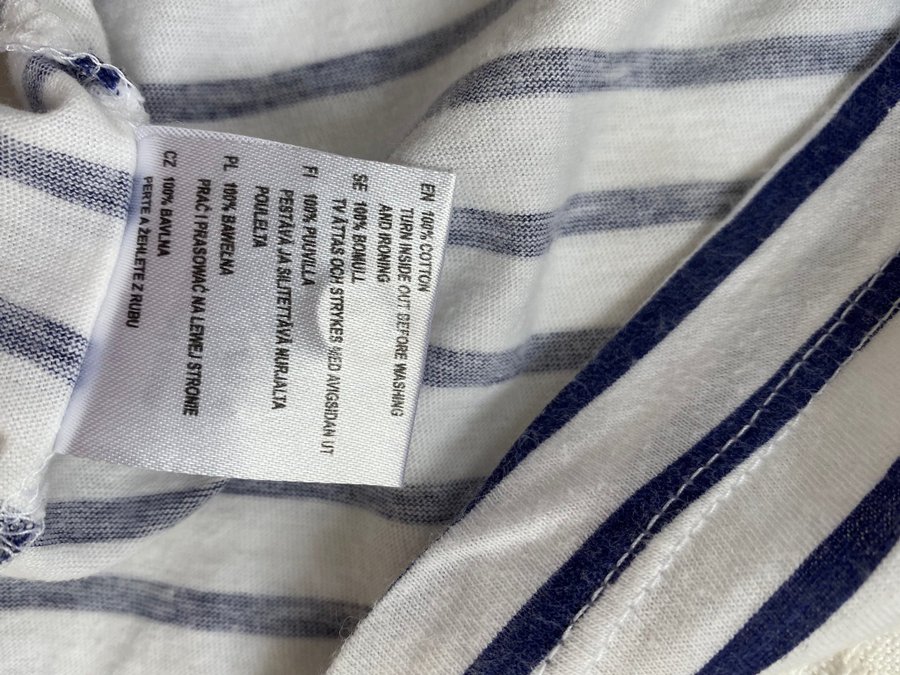 EN 100% COTTON
TURN INSIDE OUT BEFORE WASHING
AND IRONING
SE 100% BOMULL
TVÄTTAS OCH STRYKES MED AVIGSIDAN UT
FI 100% PUUVILLA
PESTÄVÄ JA SILITETTÄVÄ NURJALTA
POULELTA
PL 100% BAWEŁNA
PRAĆ I PRASOWAĆ NA LEWEJ STRONIE
CZ 100% BAVLNA
PERTE A ŽEHLETE Z RUBU